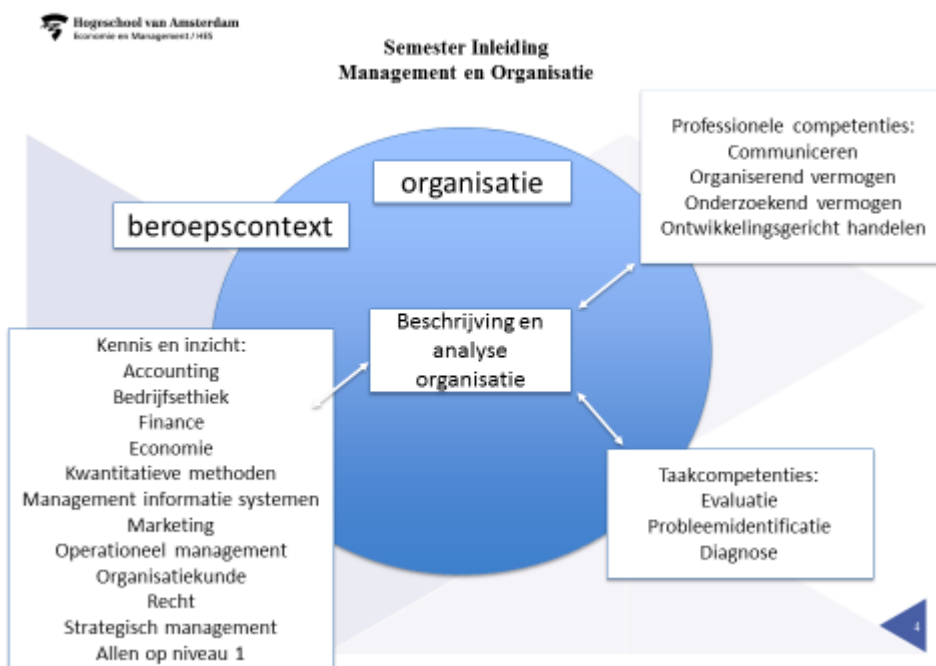 Hogeschool van Amsterdam
Economie en Management / HES
Semester Inleiding
Management en Organisatie
organisatie
beroepscontext
Professionele competenties:
Communiceren
Organiserend vermogen
Onderzoekend vermogen
Ontwikkelingsgericht handelen
Beschrijving en
analyse
organisatie
Kennis en inzicht:
Accounting
Bedrijfsethiek
Finance
Economie
Kwantitatieve methoden
Management informatie systemen
Marketing
Operationeel management
Organisatiekunde
Recht
Strategisch management
Allen op niveau 1
Taakcompetenties:
Evaluatie
Probleemidentificatie
Diagnose
4